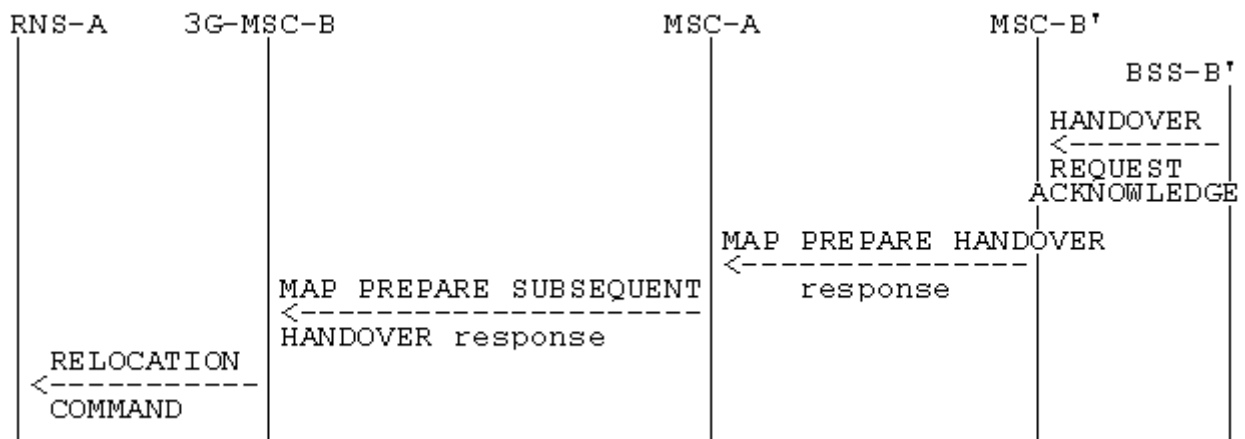 RNS-A 3G-MSC-B MSC-A MSC-B'
BSS-B'
HANDOVER
<--------
REQUEST
ACKNOWLEDGE
MAP PREPARE HANDOVER
<---------------
response
MAP PREPARE SUBSEQUENT
<---------------------
HANDOVER response
RELOCATION
<-----------
COMMAND